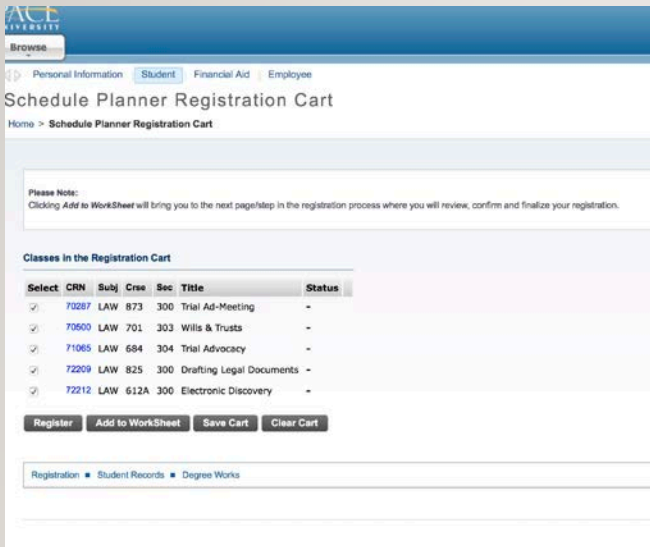 ACE
IVERSITY
Browse
Personal Information Student Financial Aid Employee
Schedule Planner Registration Cart
Home > Schedule Planner Registration Cart
Please Note:
Clicking Add to WorkSheet will bring you to the next page/step in the registration process where you will review, confirm and finalize your registration.
Classes in the Registration Cart
Select CRN Subj Crse Sec Title Status
70287 LAW 873 300 Trial Ad-Meeting -
70500 LAW 701 303 Wills & Trusts -
71065 LAW 684 304 Trial Advocacy -
72209 LAW 825 300 Drafting Legal Documents -
72212 LAW 612A 300 Electronic Discovery -
Register Add to WorkSheet Save Cart Clear Cart
Registration ■ Student Records ■ Degree Works